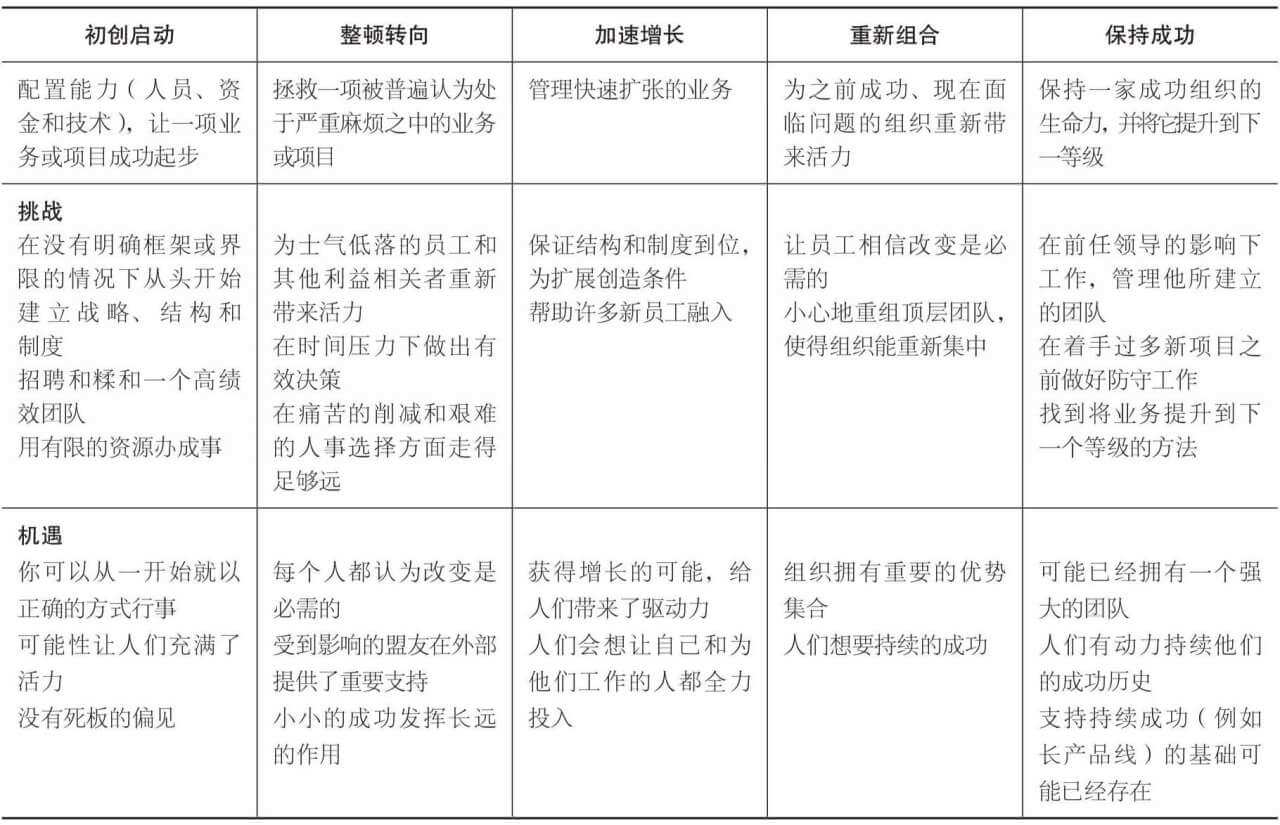 初创启动
整顿转向
加速增长
重新组合
保持成功
配置能力（人员、资
金和技术），让一项业
务或项目成功起步
拯救一项被普遍认为处
于严重麻烦之中的业务
或项目
管理快速扩张的业务
为之前成功、现在面
临问题的组织重新带
来活力
保持一家成功组织的
生命力，并将它提升到下
一等级
挑战
在没有明确框架或界
限的情况下从头开始
建立战略、结构和
制度
招聘和糅和一个高绩
效团队
用有限的资源办成事
为士气低落的员工和
其他利益相关者重新
带来活力
在时间压力下做出有
效决策
在痛苦的削减和艰难
的人事选择方面走得
足够远
保证结构和制度到位，
为扩展创造条件
帮助许多新员工融入
让员工相信改变是必
需的
小心地重组顶层团队，
使得组织能重新集中
在前任领导的影响下
工作，管理他所建立
的团队
在着手过多新项目之
前做好防守工作
找到将业务提升到下
一个等级的方法
机遇
你可以从一开始就以
正确的方式行事
可能性让人们充满了
活力
没有死板的偏见
每个人都认为改变是
必需的
受到影响的盟友在外部
提供了重要支持
小小的成功发挥长远
的作用
获得增长的可能，给
人们带来了驱动力
人们会想让自己和为
他们工作的人都全力
投入
组织拥有重要的优势
集合
人们想要持续的成功
可能已经拥有一个强
大的团队
人们有动力持续他们
的成功历史
支持持续成功（例如
长产品线）的基础可
能已经存在